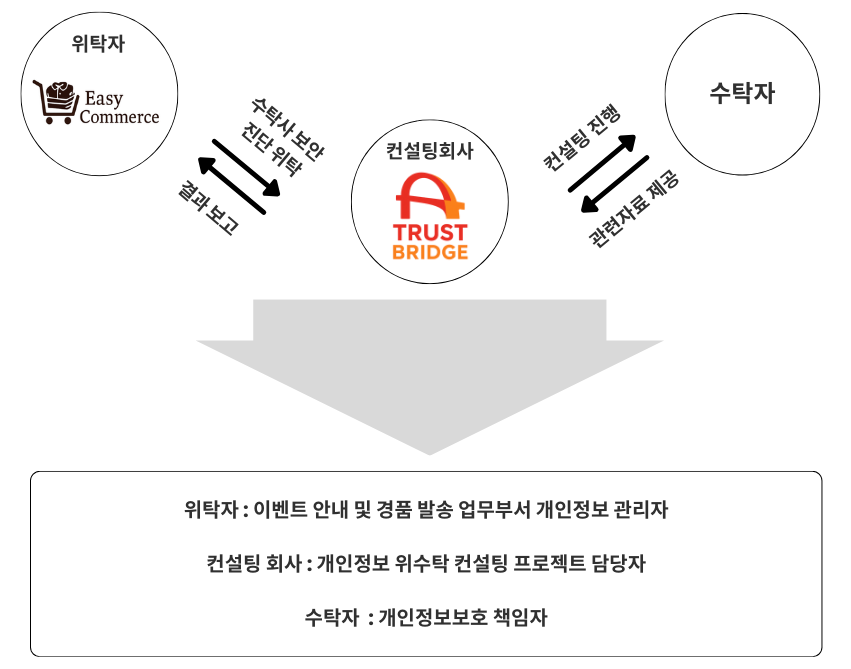 위탁자
Easy
Commerce
수탁사 보안
진단 위탁
결과 보고
컨설팅회사
TRUST
BRIDGE
컨설팅 진행
관련자료 제공
수탁자
위탁자 : 이벤트 안내 및 경품 발송 업무부서 개인정보 관리자
컨설팅 회사 : 개인정보 위수탁 컨설팅 프로젝트 담당자
수탁자 : 개인정보보호 책임자